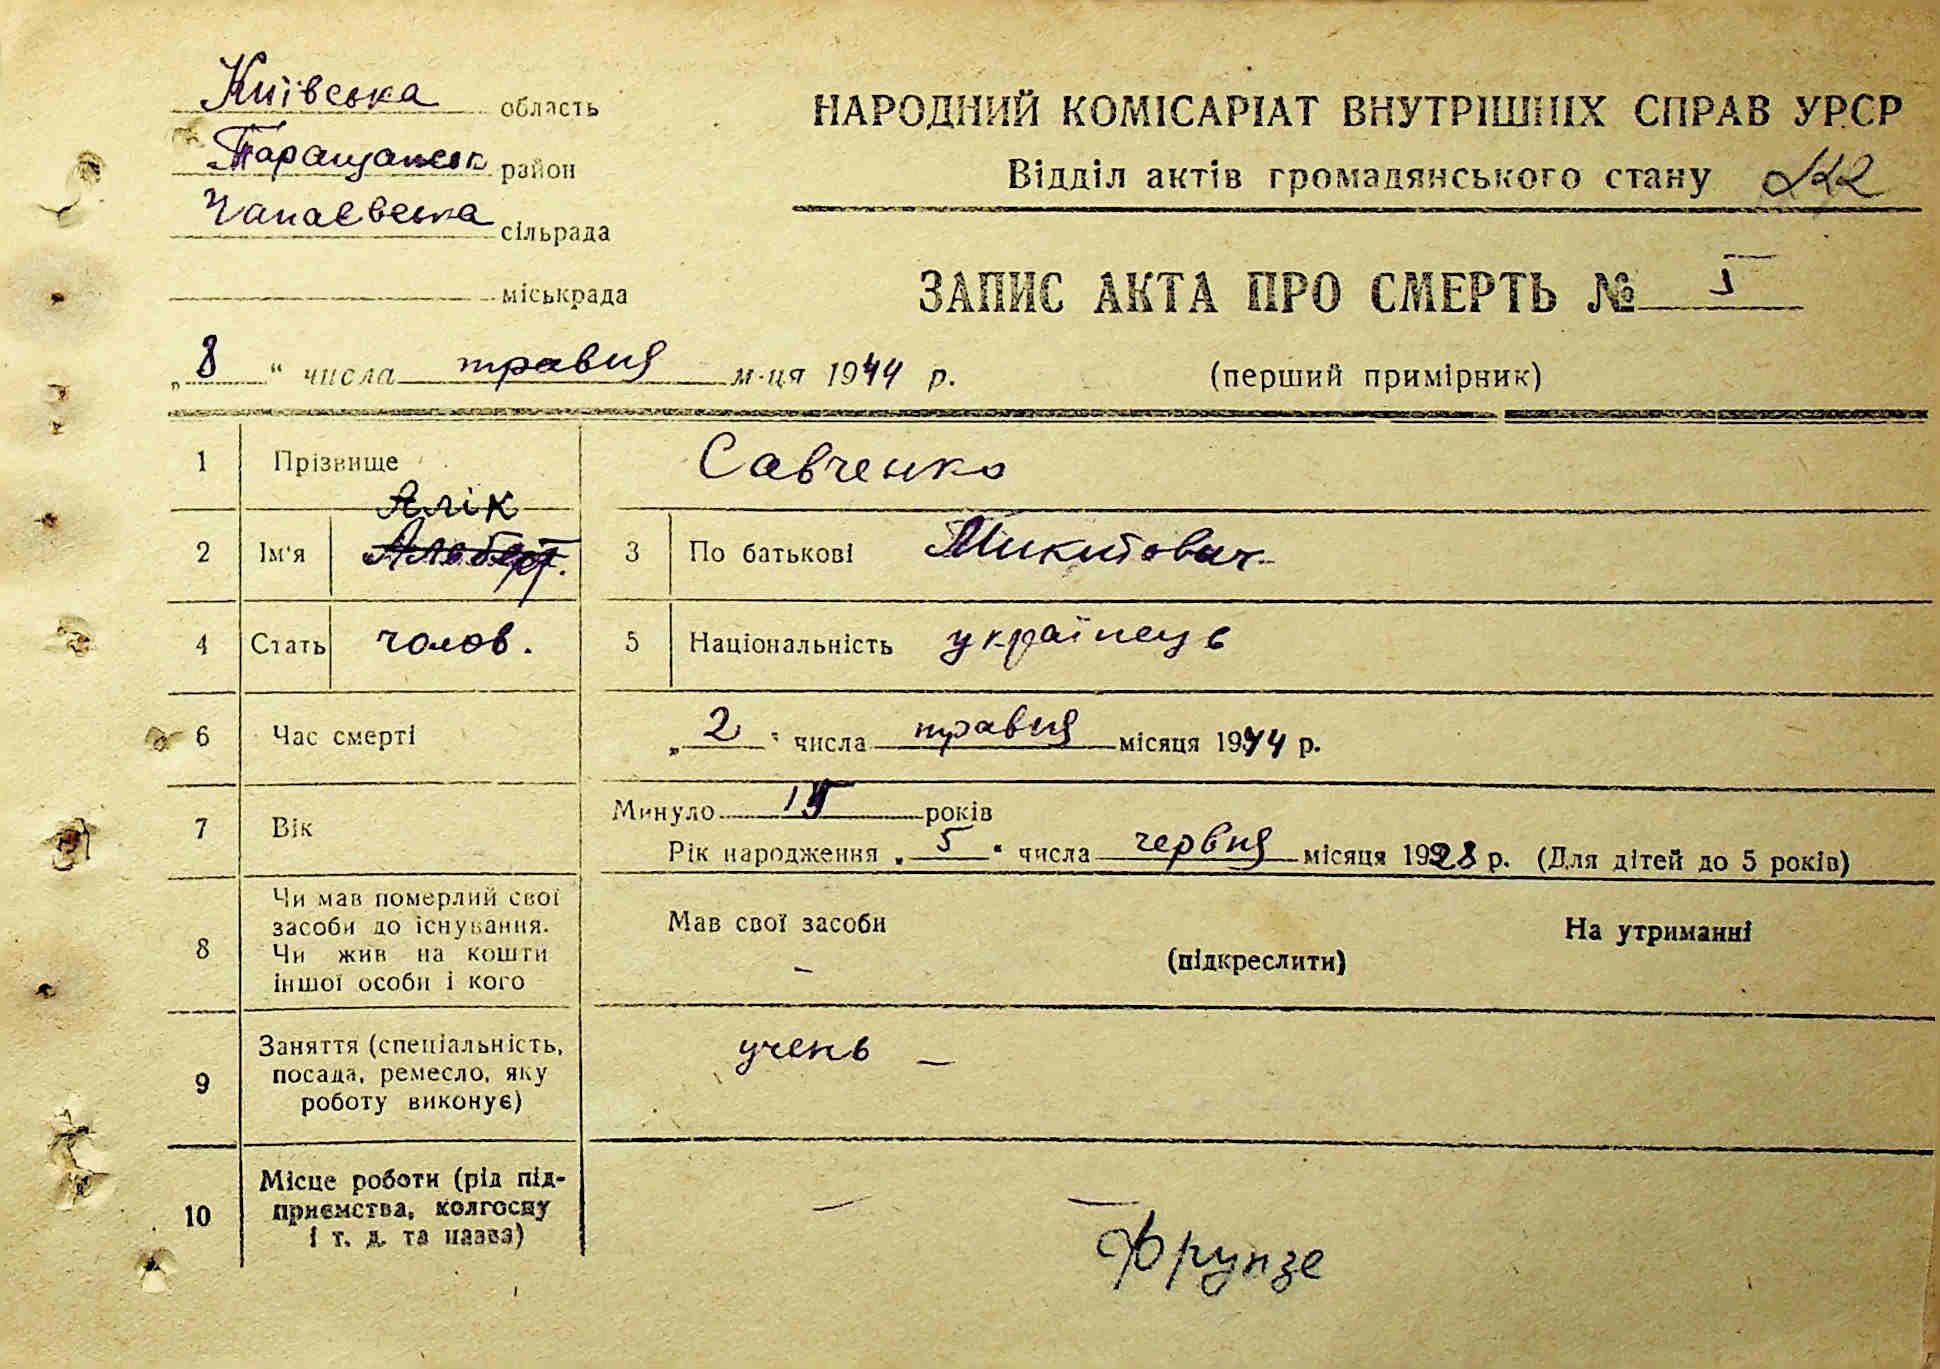 Київська область
Таращанськ район
Чапаєвська сільрада
міськрада
НАРОДНИЙ КОМІСАРІАТ ВНУТРІШНІХ СПРАВ УРСР
Відділ актів громадянського стану
ЗАПИС АКТА ПРО СМЕРТЬ № 5
„8“ числа травня м-ця 1944 р.
(перший примірник)
1 Прізвище Савченко
Алік
2 Ім'я Альберт. 3 По батькові Микитович
4 Стать чолов. 5 Національність українець
6 Час смерті „2“ числа травня місяця 1944 р.
7 Вік Минуло 15 років
Рік народження „5“ числа червня місяця 1928 р. (Для дітей до 5 років)
8 Чи мав померлий свої
засоби до існування.
Чи жив на кошти
іншої особи і кого
Мав свої засоби
–
(підкреслити)
На утриманні
9 Заняття (спеціальність,
посада, ремесло, яку
роботу виконує)
учень –
10 Місце роботи (рід під-
приємства, колгоспу
і т. д. та назва)
– –
Фрунзе